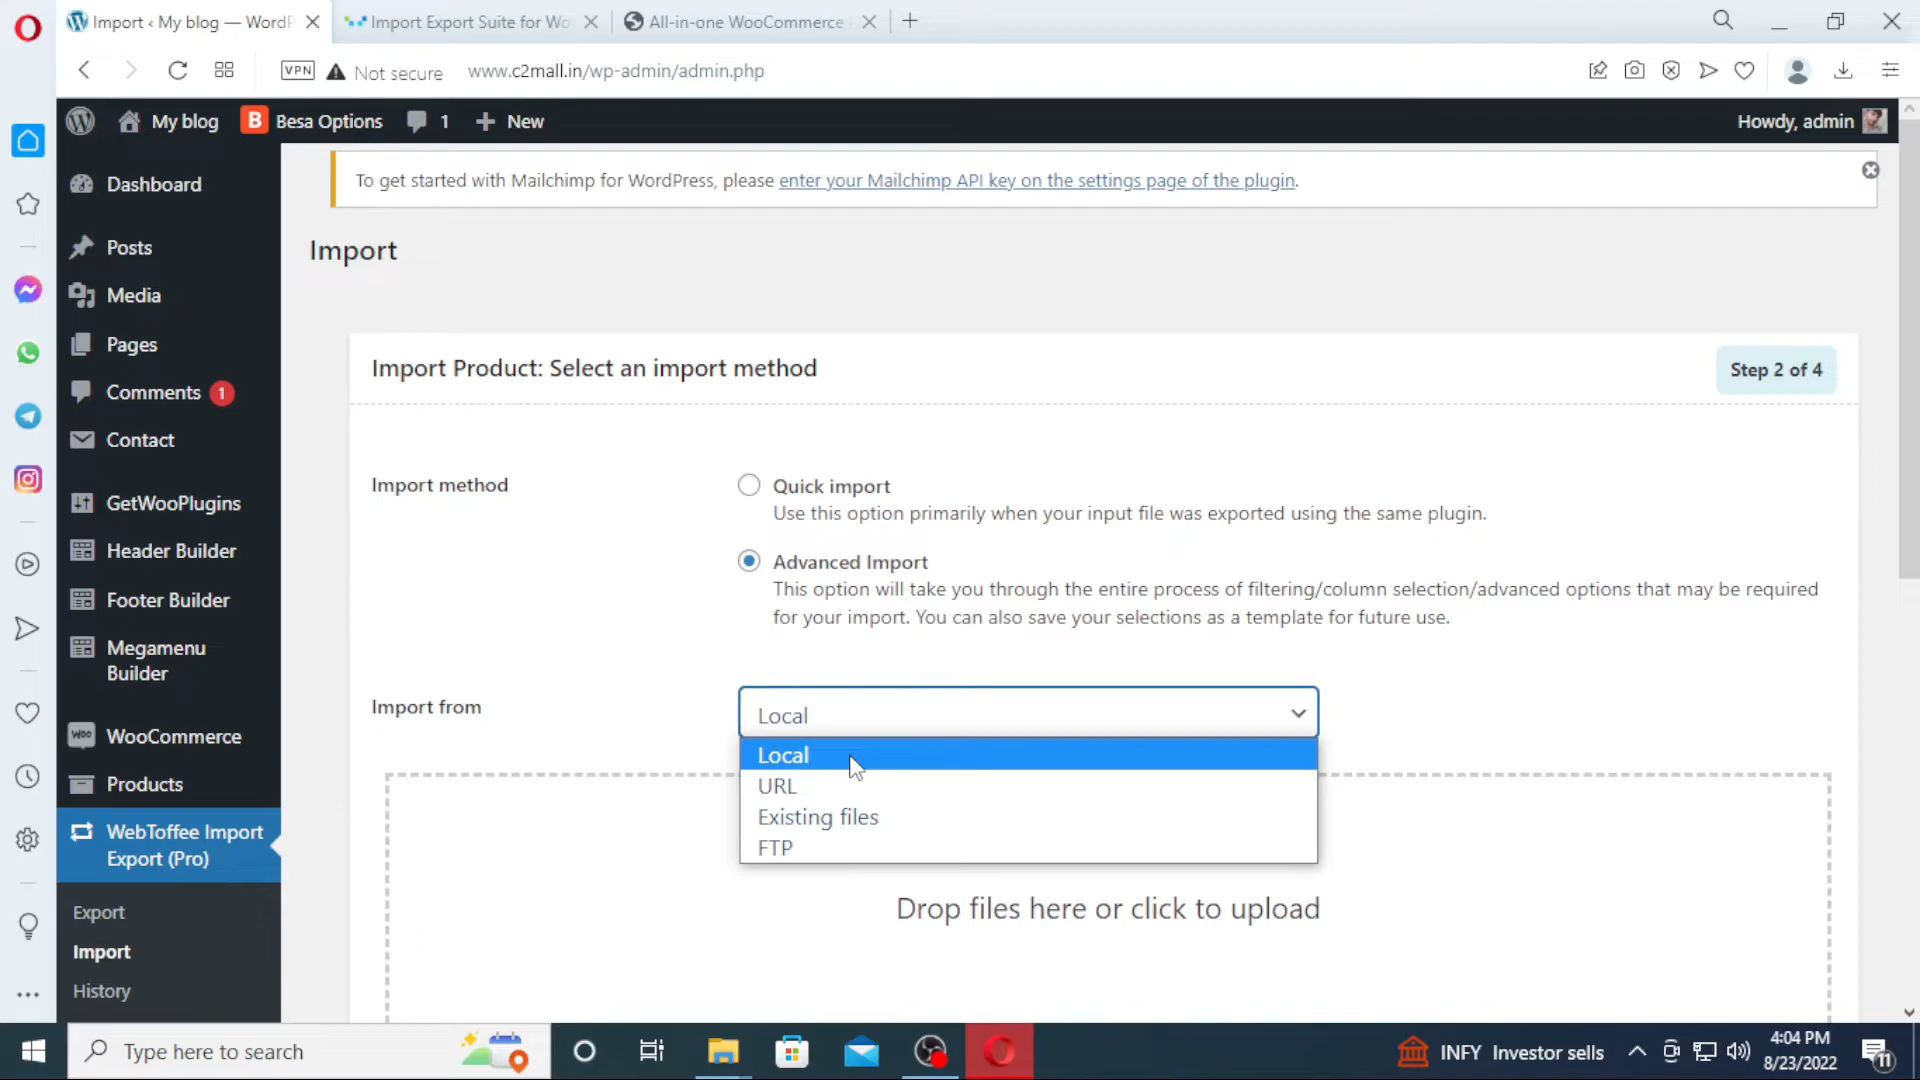 Import ‹ My blog — WordP
Import Export Suite for Wo
All-in-one WooCommerce
VPN
Not secure
www.c2mall.in/wp-admin/admin.php
My blog
B
Besa Options
1
New
Howdy, admin
Dashboard
Posts
Media
Pages
Comments 1
Contact
GetWooPlugins
Header Builder
Footer Builder
Megamenu
Builder
Woo
WooCommerce
Products
WebToffee Import
Export (Pro)
Export
Import
History
To get started with Mailchimp for WordPress, please enter your Mailchimp API key on the settings page of the plugin.
Import
Import Product: Select an import method
Step 2 of 4
Import method
Quick import
Use this option primarily when your input file was exported using the same plugin.
Advanced Import
This option will take you through the entire process of filtering/column selection/advanced options that may be required
for your import. You can also save your selections as a template for future use.
Import from
Local
Local
URL
Existing files
FTP
Drop files here or click to upload
Type here to search
INFY Investor sells
4:04 PM
8/23/2022
11